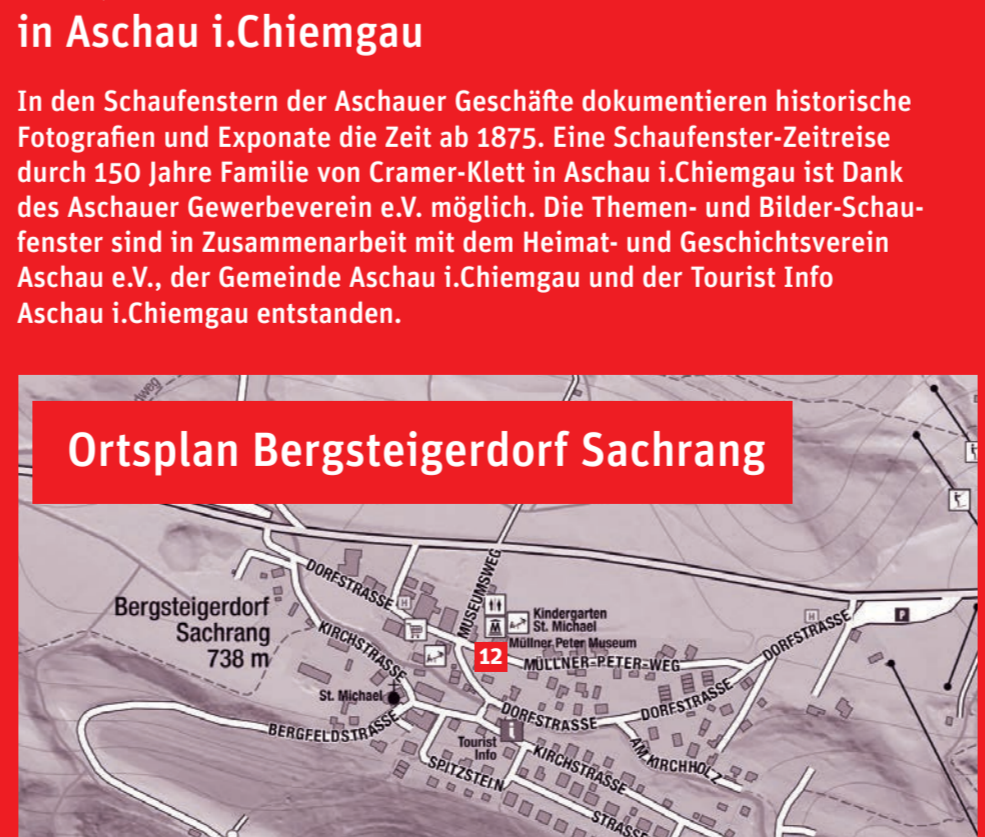 in Aschau i.Chiemgau
In den Schaufenstern der Aschauer Geschäfte dokumentieren historische
Fotografien und Exponate die Zeit ab 1875. Eine Schaufenster-Zeitreise
durch 150 Jahre Familie von Cramer-Klett in Aschau i.Chiemgau ist Dank
des Aschauer Gewerbeverein e.V. möglich. Die Themen- und Bilder-Schau-
fenster sind in Zusammenarbeit mit dem Heimat- und Geschichtsverein
Aschau e.V., der Gemeinde Aschau i.Chiemgau und der Tourist Info
Aschau i.Chiemgau entstanden.
Ortsplan Bergsteigerdorf Sachrang
Bergsteigerdorf
Sachrang
738 m
DORFSTRASSE
H
MUSEUMSWEG
Kindergarten
St. Michael
Müllner Peter Museum
12
MÜLLNER-PETER-WEG
H
P
DORFSTRASSE
KIRCHSTRASSE
St. Michael
BERGFELDSTRASSE
DORFSTRASSE
DORFSTRASSE
Tourist
Info
i
KIRCHSTRASSE
AM KIRCHHOLZ
SPITZSTEIN
STRASSE